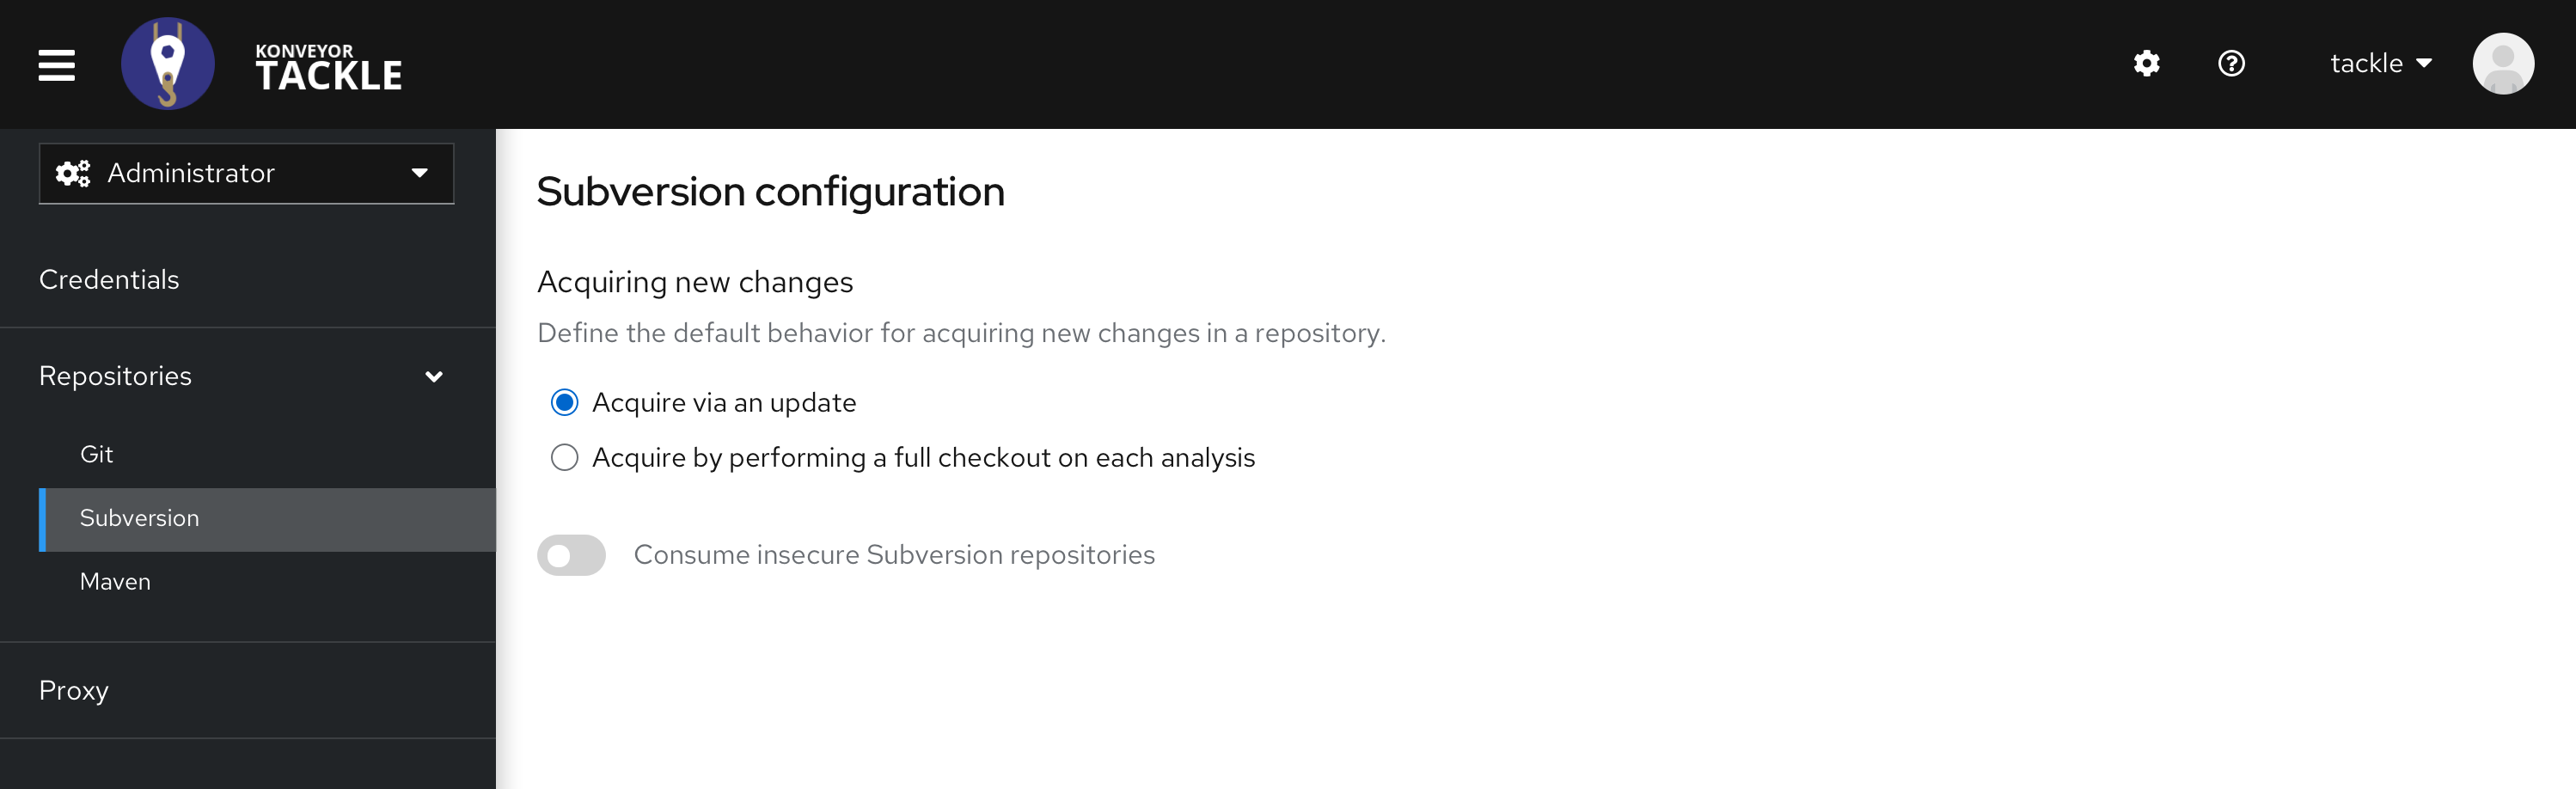 KONVEYOR
TACKLE
tackle
Administrator
Credentials
Repositories
Git
Subversion
Maven
Proxy
Subversion configuration
Acquiring new changes
Define the default behavior for acquiring new changes in a repository.
Acquire via an update
Acquire by performing a full checkout on each analysis
Consume insecure Subversion repositories